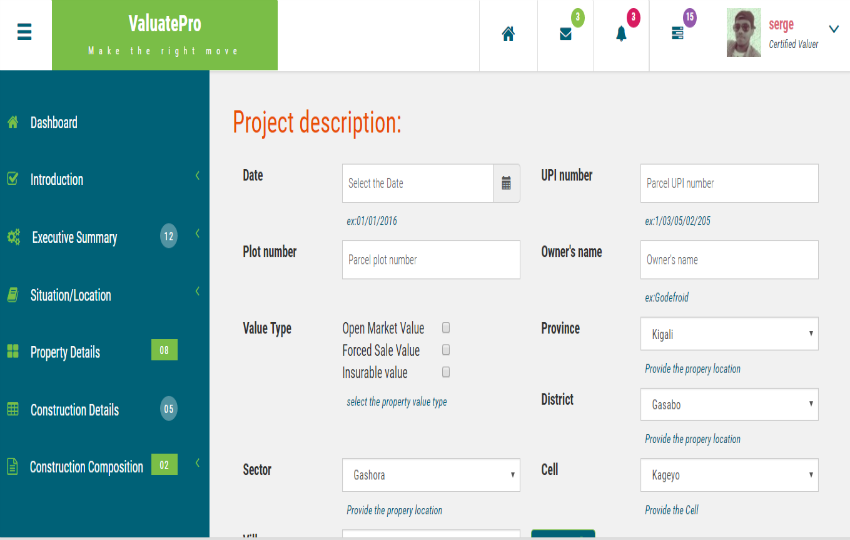 ValuatePro
Make the right move
3
3
15
serge
Certified Valuer
Dashboard
Introduction
Executive Summary 12
Situation/Location
Property Details 08
Construction Details 05
Construction Composition 02
Project description:
Date Select the Date UPI number Parcel UPI number
ex:01/01/2016 ex:1/03/05/02/205
Plot number Parcel plot number Owner's name Owner's name
ex:Godefroid
Value Type Open Market Value Province Kigali
Forced Sale Value
Insurable value Provide the propery location
select the property value type District Gasabo
Provide the propery location
Sector Gashora Cell Kageyo
Provide the propery location Provide the Cell